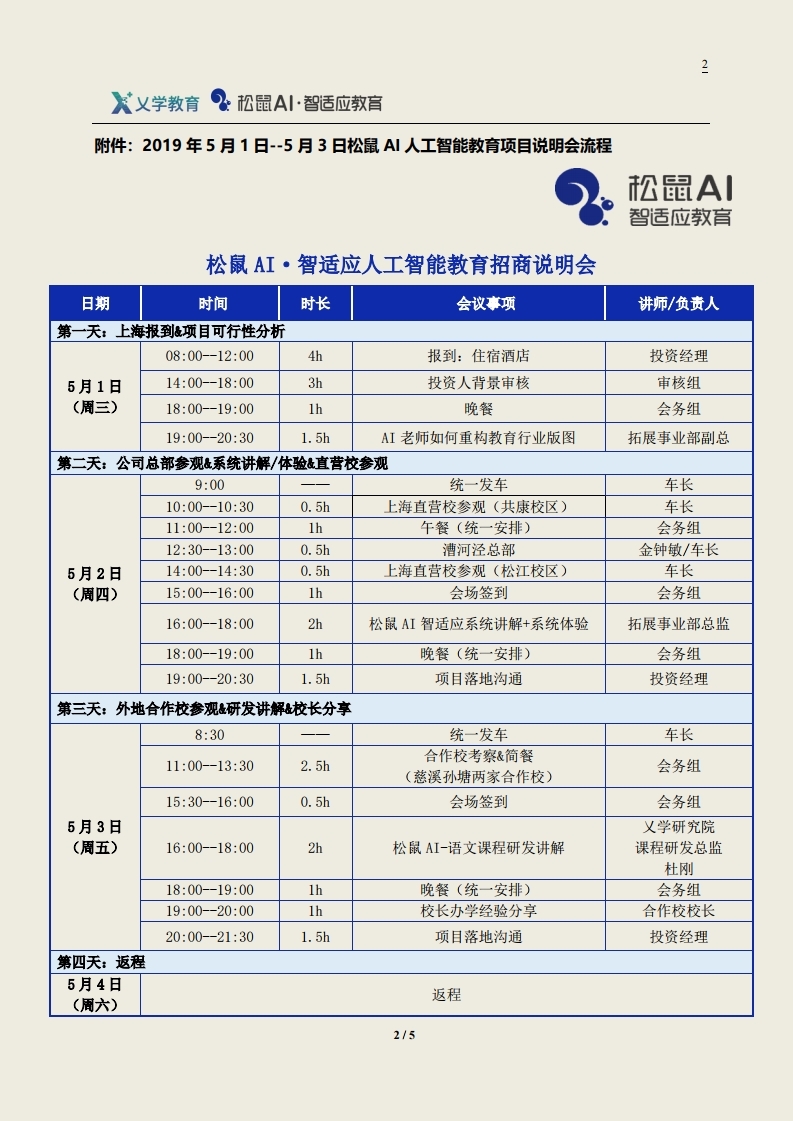 2
乂学教育 松鼠AI·智适应教育
附件：2019年5月1日--5月3日松鼠AI人工智能教育项目说明会流程
松鼠AI
智适应教育
松鼠AI·智适应人工智能教育招商说明会
日期 时间 时长 会议事项 讲师/负责人
第一天：上海报到&项目可行性分析
5月1日
（周三）
08:00--12:00 4h 报到：住宿酒店 投资经理
14:00--18:00 3h 投资人背景审核 审核组
18:00--19:00 1h 晚餐 会务组
19:00--20:30 1.5h AI老师如何重构教育行业版图 拓展事业部副总
第二天：公司总部参观&系统讲解/体验&直营校参观
5月2日
（周四）
9:00 —— 统一发车 车长
10:00--10:30 0.5h 上海直营校参观（共康校区） 车长
11:00--12:00 1h 午餐（统一安排） 会务组
12:30--13:00 0.5h 漕河泾总部 金钟敏/车长
14:00--14:30 0.5h 上海直营校参观（松江校区） 车长
15:00--16:00 1h 会场签到 会务组
16:00--18:00 2h 松鼠AI智适应系统讲解+系统体验 拓展事业部总监
18:00--19:00 1h 晚餐（统一安排） 会务组
19:00--20:30 1.5h 项目落地沟通 投资经理
第三天：外地合作校参观&研发讲解&校长分享
5月3日
（周五）
8:30 —— 统一发车 车长
11:00--13:30 2.5h 合作校考察&简餐
（慈溪孙塘两家合作校） 会务组
15:30--16:00 0.5h 会场签到 会务组
16:00--18:00 2h 松鼠AI-语文课程研发讲解 乂学研究院
课程研发总监
杜刚
18:00--19:00 1h 晚餐（统一安排） 会务组
19:00--20:00 1h 校长办学经验分享 合作校校长
20:00--21:30 1.5h 项目落地沟通 投资经理
第四天：返程
5月4日
（周六）
返程
2 / 5